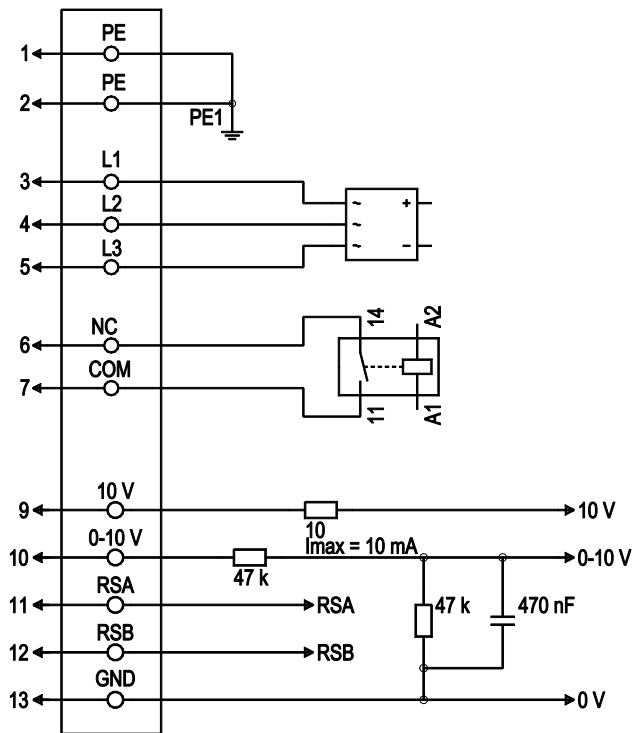 PE
1
PE
2
PE1
L1
3
~ +
L2
4
~
L3
5
~ −
14 A2
NC
6
COM
7
11 A1
10 V
9
10 V
10
Imax = 10 mA
0-10 V
10
0-10 V
47 k
RSA
11
RSA
47 k
470 nF
RSB
12
RSB
GND
13
0 V